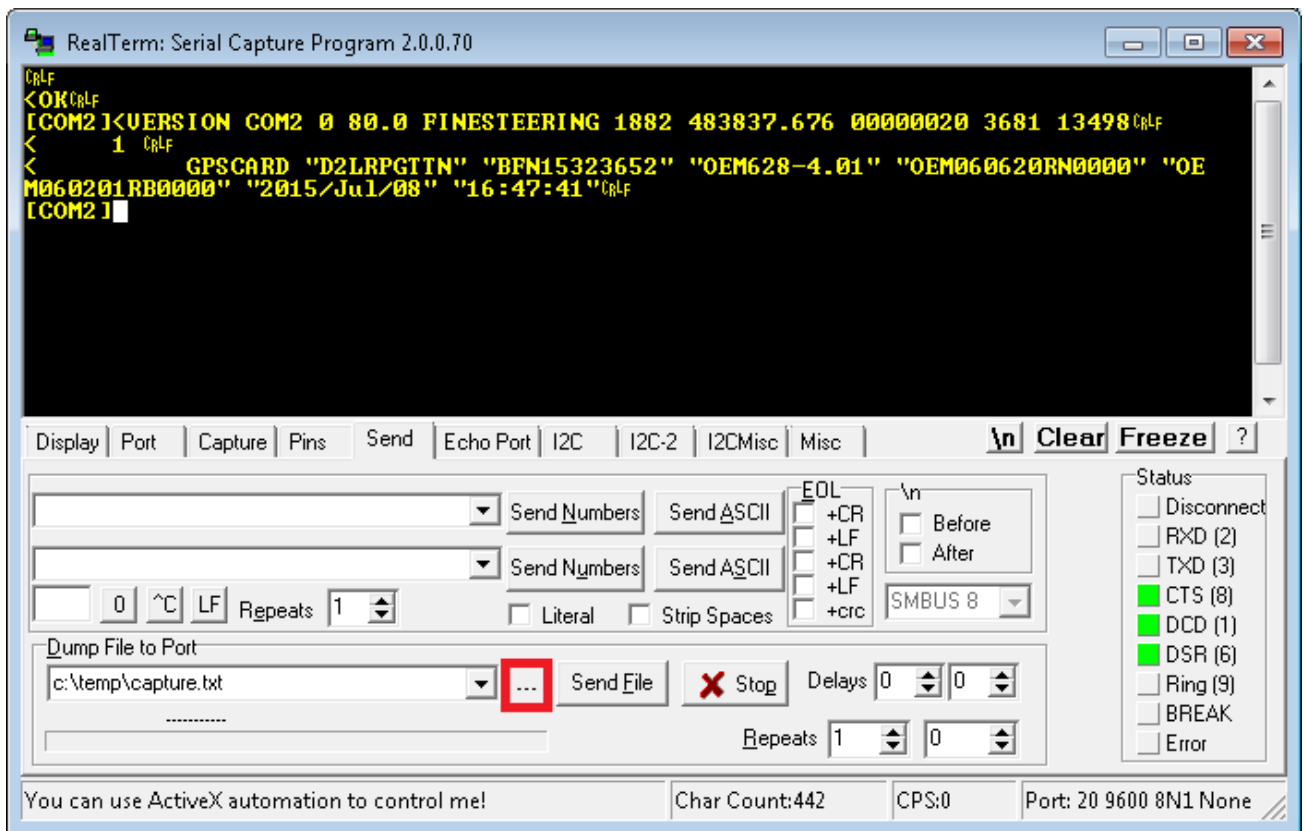 RealTerm: Serial Capture Program 2.0.0.70
CRLF
<OKCRLF
[COM2]<VERSION COM2 0 80.0 FINESTEERING 1882 483837.676 00000020 3681 13498CRLF
<     1 CRLF
<          GPSCARD "D2LRPGTTN" "BFN15323652" "OEM628-4.01" "OEM060620RN0000" "OE
M060201RB0000" "2015/Jul/08" "16:47:41"CRLF
[COM2]
Display Port Capture Pins Send Echo Port I2C I2C-2 I2CMisc Misc \n Clear Freeze ?
EOL \n Status
Send Numbers Send ASCII +CR Before Disconnect
+LF RXD (2)
Send Numbers Send ASCII +CR After TXD (3)
0 ^C LF Repeats 1 Literal Strip Spaces +LF SMBUS 8 CTS (8)
+crc DCD (1)
Dump File to Port DSR (6)
c:\temp\capture.txt ... Send File Stop Delays 0 0 Ring (9)
----------- BREAK
Repeats 1 0 Error
You can use ActiveX automation to control me! Char Count:442 CPS:0 Port: 20 9600 8N1 None